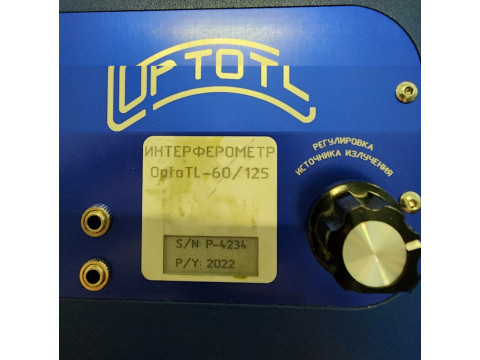 UPTOTL
ИНТЕРФЕРОМЕТР
OptoTL-60/125
S/N: P-4234
P/Y: 2022
РЕГУЛИРОВКА
ИСТОЧНИКА ИЗЛУЧЕНИЯ